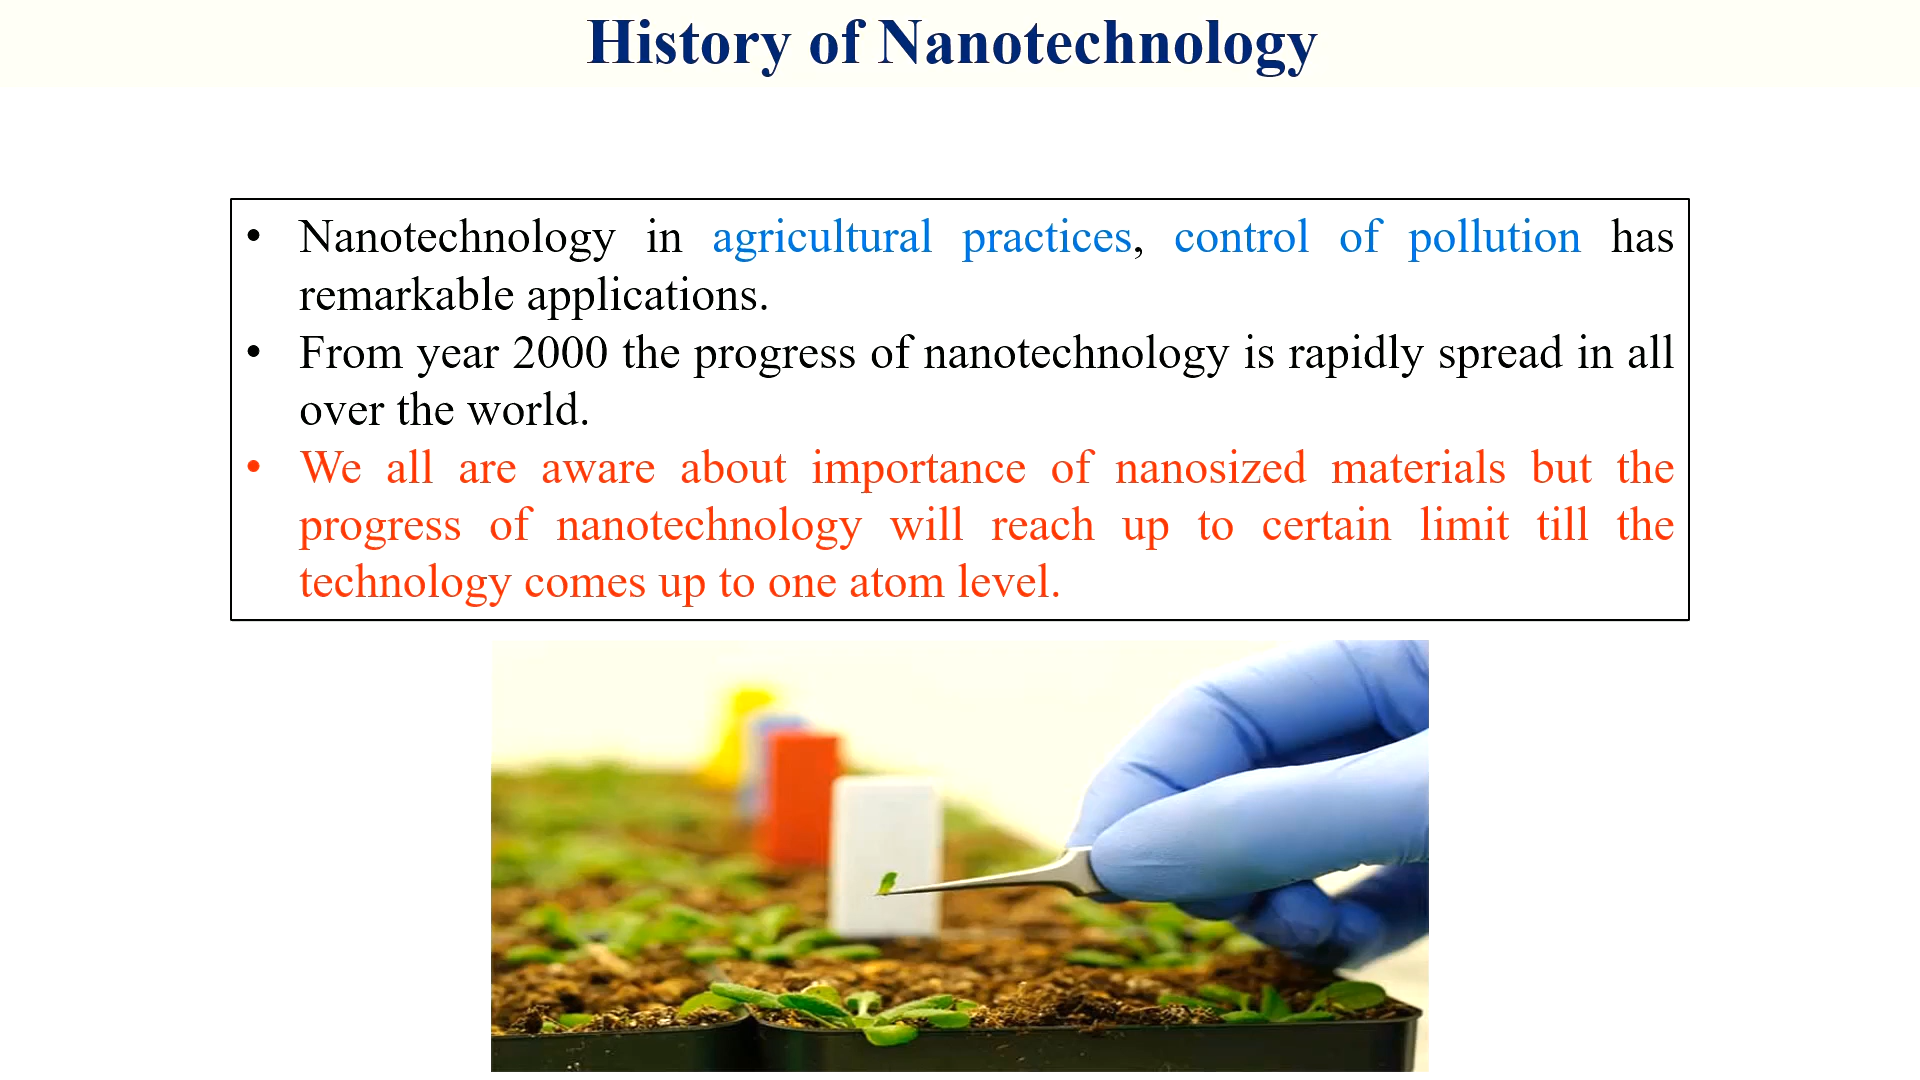 History of Nanotechnology
• Nanotechnology in agricultural practices, control of pollution has
remarkable applications.
• From year 2000 the progress of nanotechnology is rapidly spread in all
over the world.
• We all are aware about importance of nanosized materials but the
progress of nanotechnology will reach up to certain limit till the
technology comes up to one atom level.